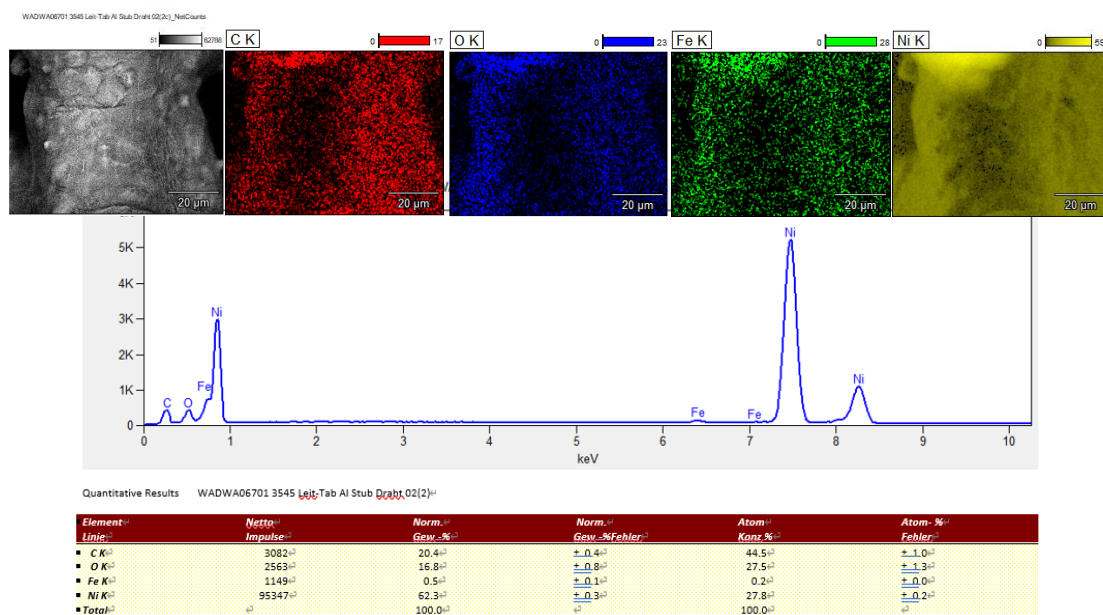 WADWA06701 3545 Leit-Tab Al Stub Draht 02(2c)_NetCounts
51 62788
C K 0 17
O K 0 23
Fe K 0 28
Ni K 0 55
20 µm 20 µm 20 µm 20 µm 20 µm
5K
4K
3K
2K
1K
0
C O Fe Ni Fe Fe Ni Ni
0 1 2 3 4 5 6 7 8 9 10
keV
Quantitative Results WADWA06701 3545 Leit-Tab Al Stub Draht 02(2)
Element Netto Norm. Norm. Atom Atom- %
Linie Impulse Gew.-% Gew.-%Fehler Konz.% Fehler
C K 3082 20.4 ± 0.4 44.5 ± 1.0
O K 2563 16.8 ± 0.8 27.5 ± 1.3
Fe K 1149 0.5 ± 0.1 0.2 ± 0.0
Ni K 95347 62.3 ± 0.3 27.8 ± 0.2
Total 100.0 100.0